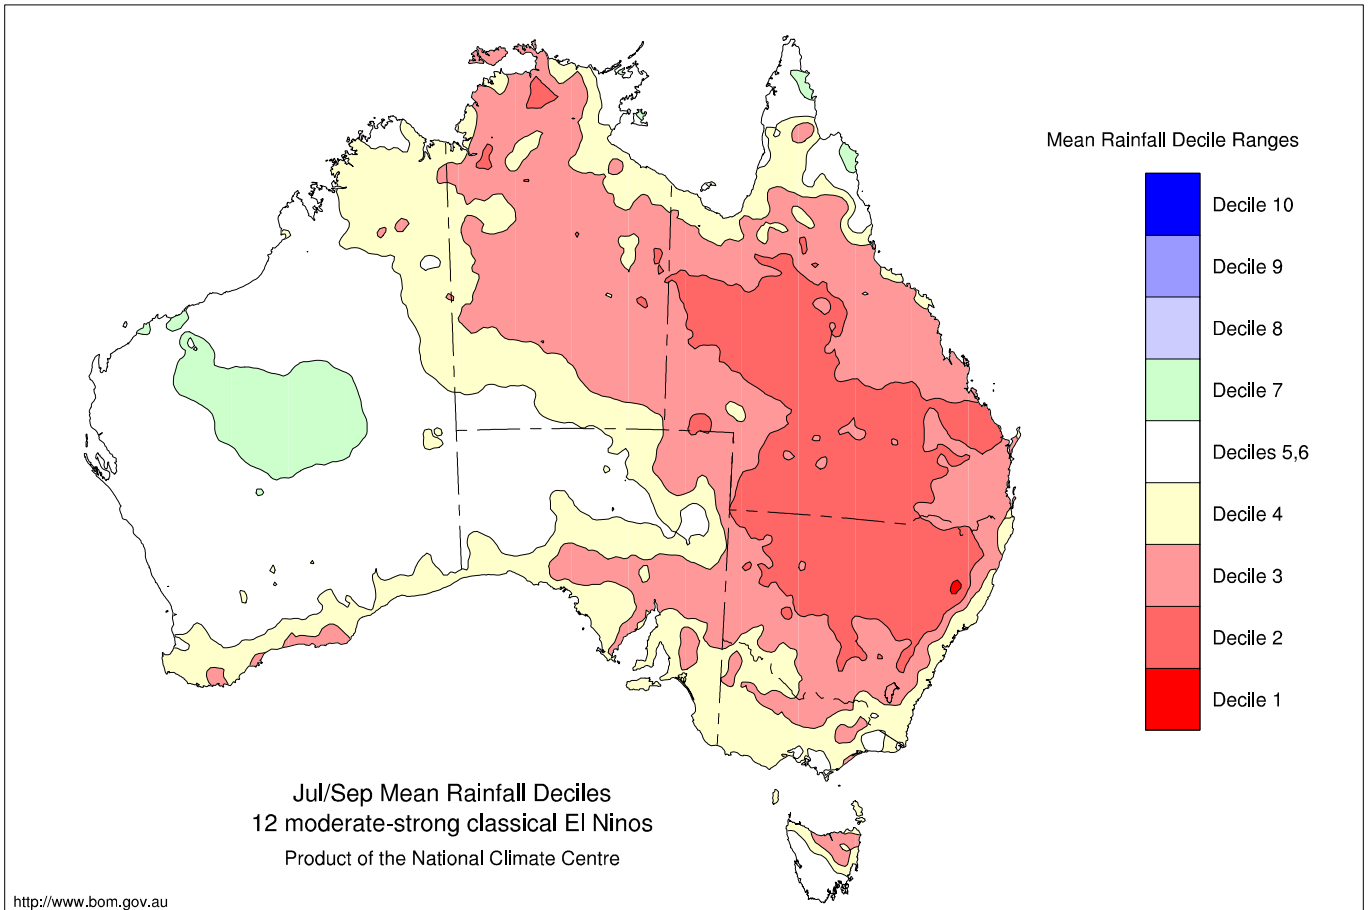 Mean Rainfall Decile Ranges
Decile 10
Decile 9
Decile 8
Decile 7
Deciles 5,6
Decile 4
Decile 3
Decile 2
Decile 1
Jul/Sep Mean Rainfall Deciles
12 moderate-strong classical El Ninos
Product of the National Climate Centre
http://www.bom.gov.au